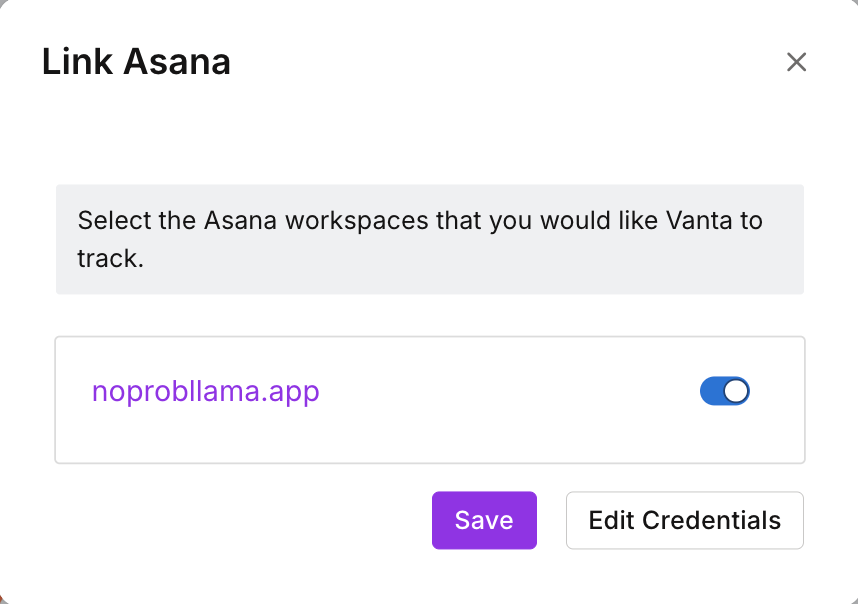 Link Asana
Select the Asana workspaces that you would like Vanta to
track.
noprobllama.app
Save
Edit Credentials